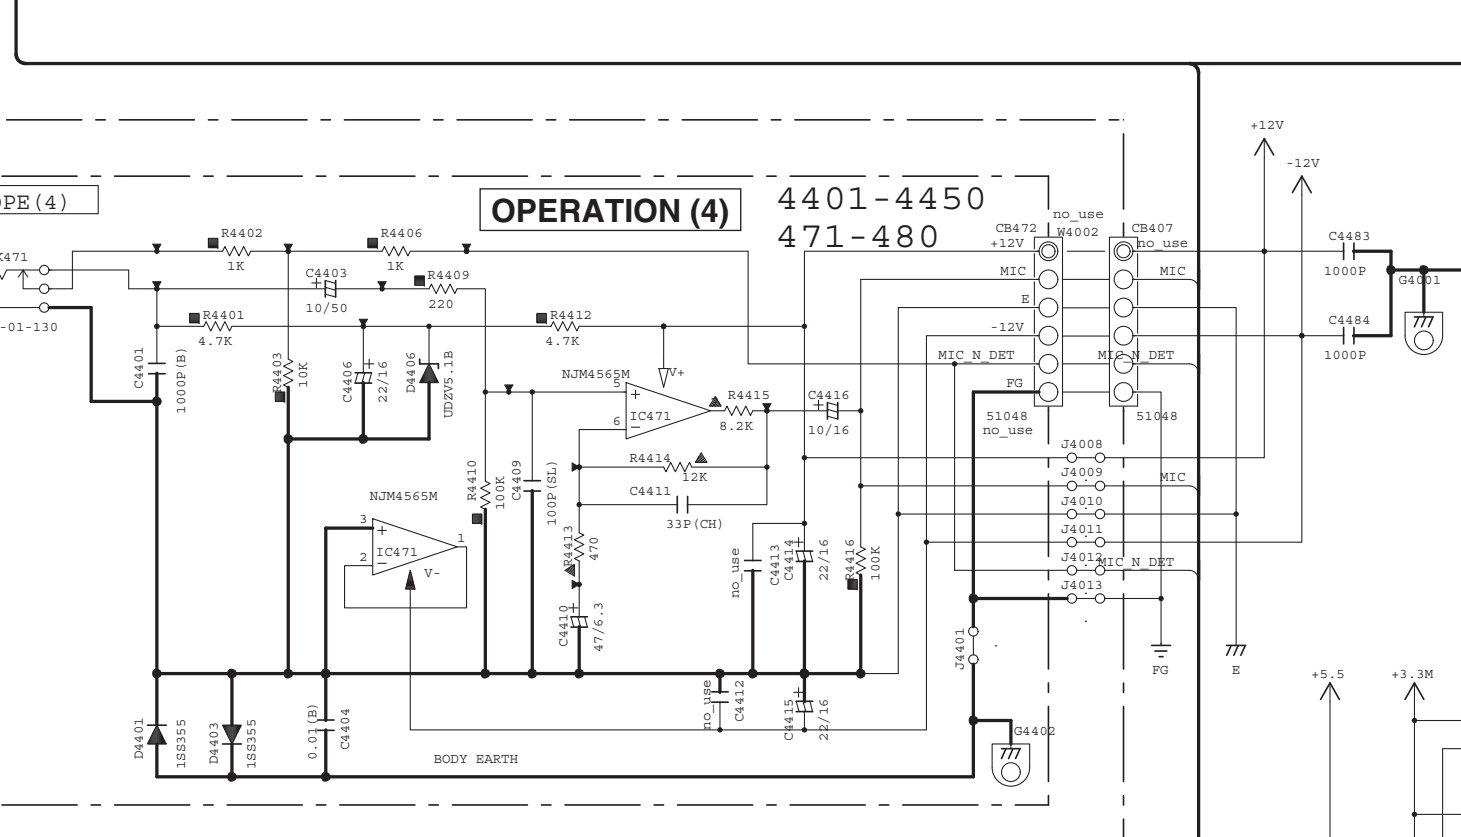 +12V
-12V
OPE(4)
OPERATION (4)
4401-4450
471-480
no_use
CB472
W4002
CB407
+12V
no_use
R4402
1K
R4406
1K
C4483
1000P
K471
C4403
10/50
R4409
220
MIC
MIC
G4001
E
-01-130
R4401
4.7K
R4412
4.7K
-12V
C4484
1000P
C4401
1000P(B)
R4403
10K
C4406
22/16
D4406
UDZV5.1B
NJM4565M
V+
MIC_N_DET
MIC_N_DET
5
+
IC471
6
-
R4415
8.2K
C4416
10/16
FG
51048
no_use
51048
R4414
12K
C4411
33P(CH)
J4008
J4009
MIC
J4010
J4011
J4012
MIC_N_DET
J4013
R4410
100K
C4409
100P(SL)
NJM4565M
3
+
IC471
2
-
1
V-
R4413
470
C4410
47/6.3
no_use
C4413
C4414
22/16
R4416
100K
J4401
FG
E
+5.5
+3.3M
no_use
C4412
C4415
22/16
D4401
1SS355
D4403
1SS355
0.01(B)
C4404
G4402
BODY EARTH